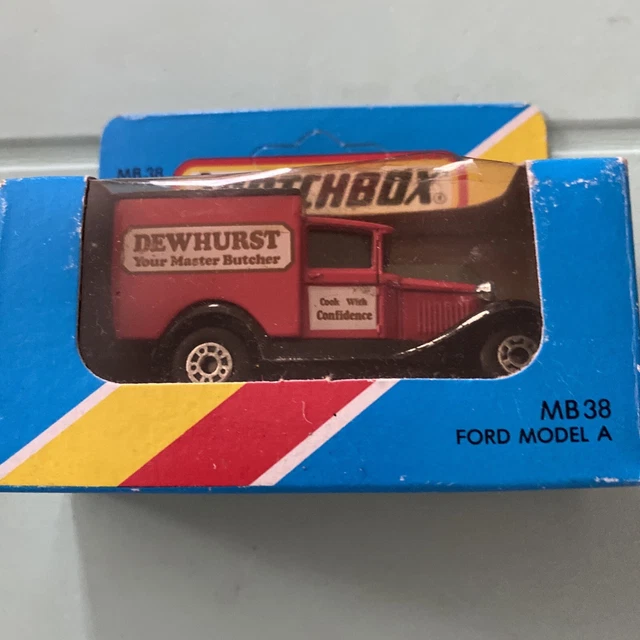 MB 38
MATCHBOX®
DEWHURST
Your Master Butcher
Cook With
Confidence
MB38
FORD MODEL A